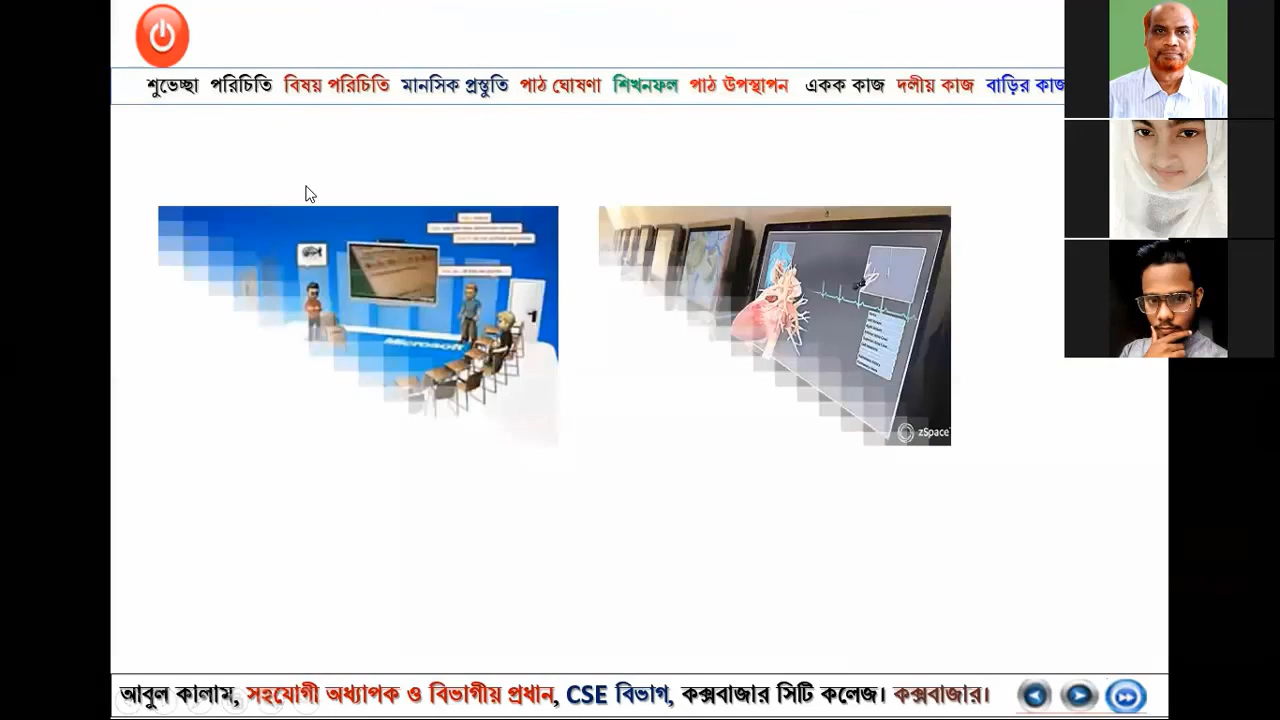 শুভেচ্ছা পরিচিতি বিষয় পরিচিতি মানসিক প্রস্তুতি পাঠ ঘোষণা শিখনফল পাঠ উপস্থাপন একক কাজ দলীয় কাজ বাড়ির কাজ
Microsoft
zSpace
আবুল কালাম, সহযোগী অধ্যাপক ও বিভাগীয় প্রধান, CSE বিভাগ, কক্সবাজার সিটি কলেজ। কক্সবাজার।